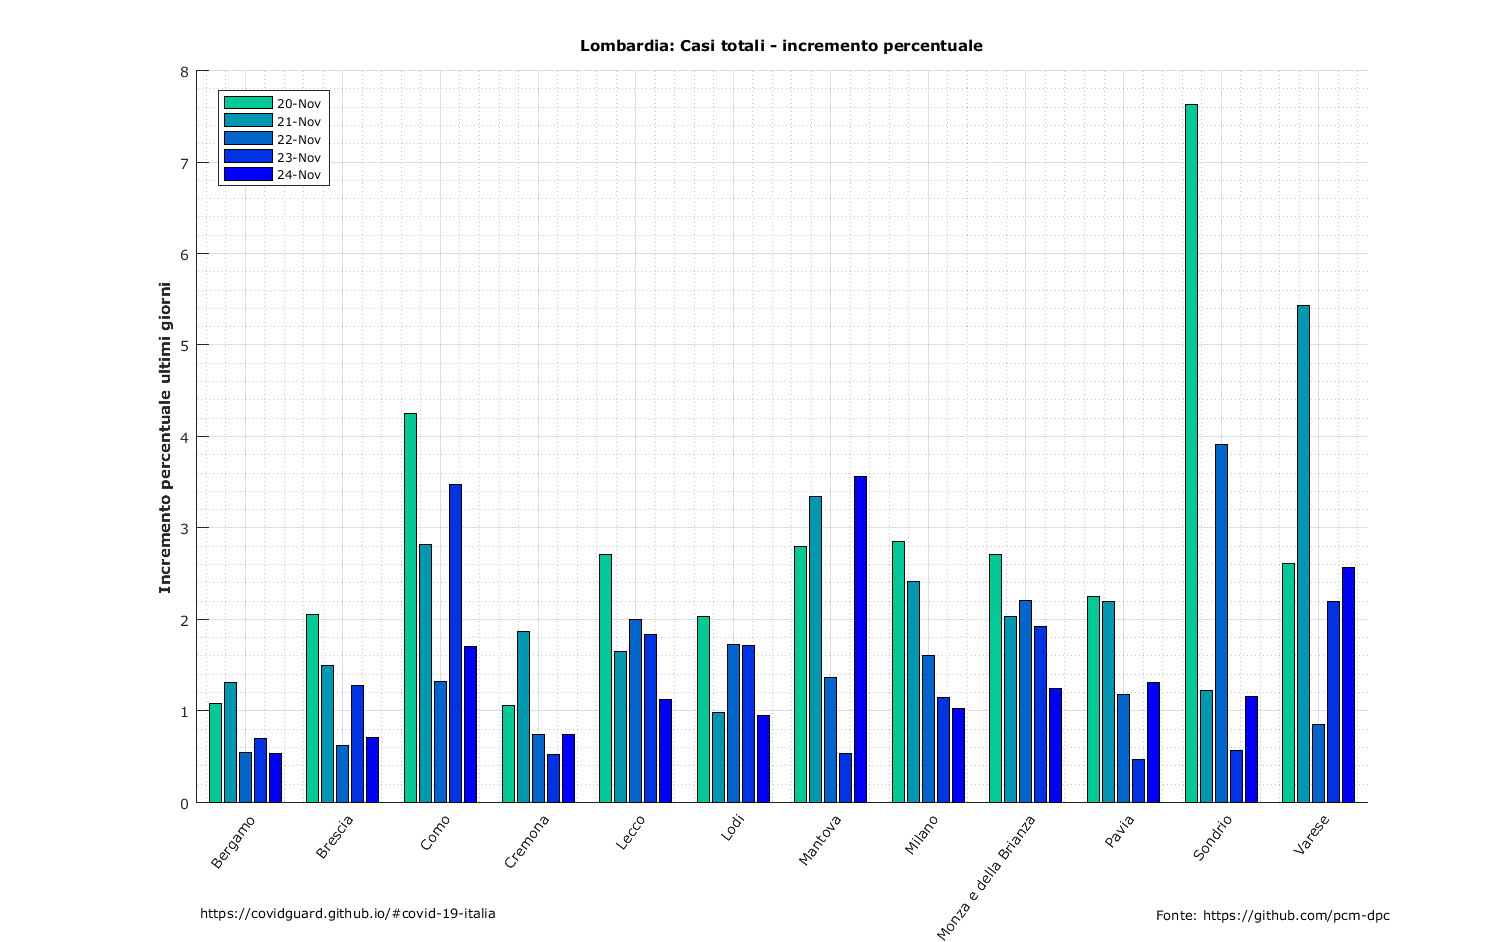 Lombardia: Casi totali - incremento percentuale
8
7
6
5
4
3
2
1
0
Incremento percentuale ultimi giorni
20-Nov
21-Nov
22-Nov
23-Nov
24-Nov
Bergamo
Brescia
Como
Cremona
Lecco
Lodi
Mantova
Milano
Monza e della Brianza
Pavia
Sondrio
Varese
https://covidguard.github.io/#covid-19-italia
Fonte: https://github.com/pcm-dpc